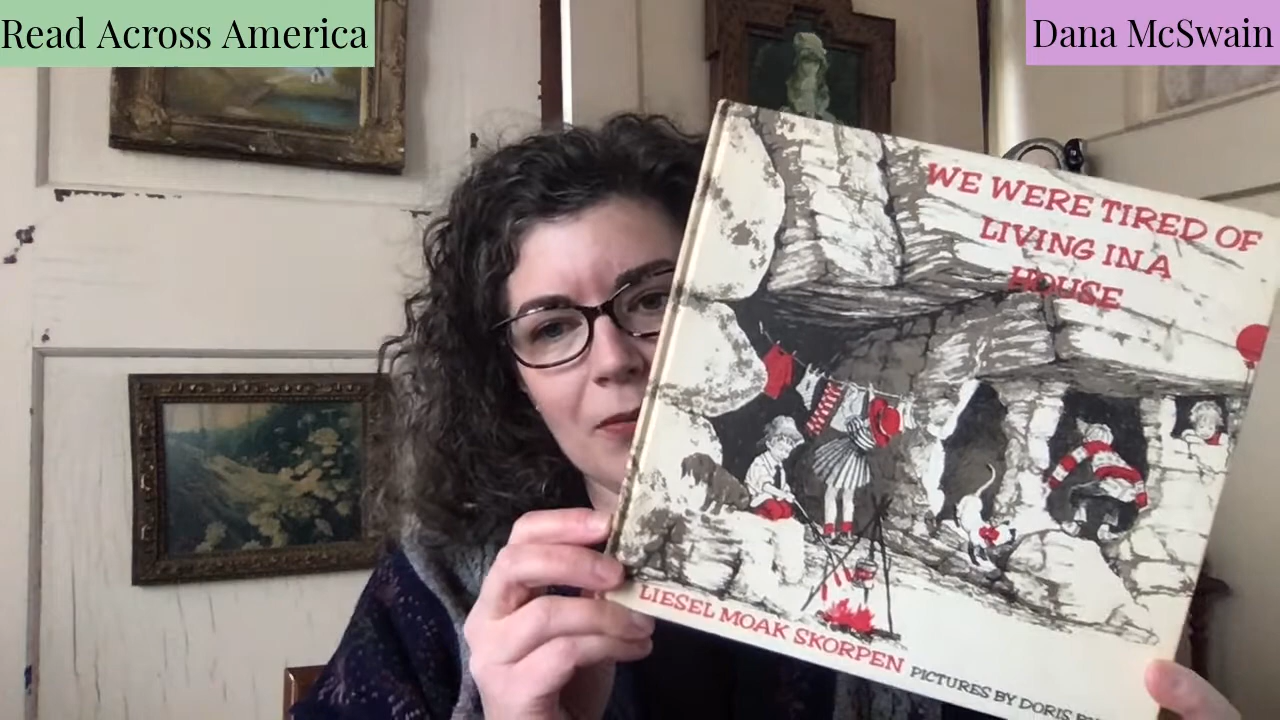 Read Across America
Dana McSwain
WE WERE TIRED OF
LIVING IN A
HOUSE
LIESEL MOAK SKORPEN PICTURES BY DORIS